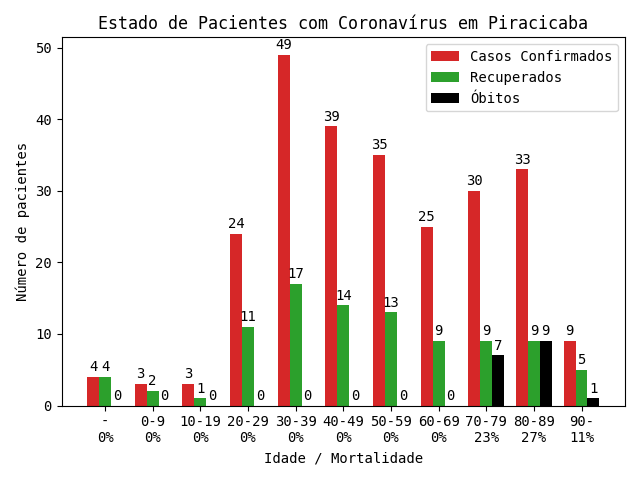 Estado de Pacientes com Coronavírus em Piracicaba
Número de pacientes
50
40
30
20
10
0
Casos Confirmados
Recuperados
Óbitos
4 4 0
3 2 0
3 1 0
24 11 0
49 17 0
39 14 0
35 13 0
25 9 0
30 9 7
33 9 9
9 5 1
- 0-9 10-19 20-29 30-39 40-49 50-59 60-69 70-79 80-89 90-
0% 0% 0% 0% 0% 0% 0% 0% 23% 27% 11%
Idade / Mortalidade